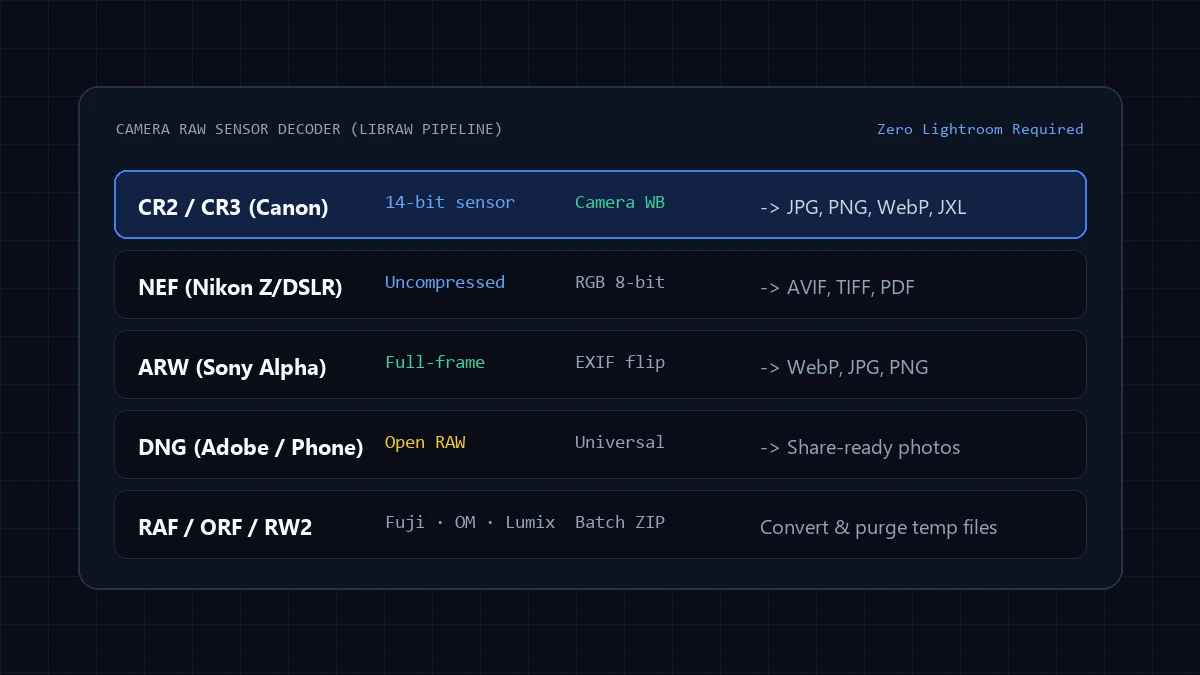 CAMERA RAW SENSOR DECODER (LIBRAW PIPELINE) Zero Lightroom Required
CR2 / CR3 (Canon) 14-bit sensor Camera WB -> JPG, PNG, WebP, JXL
NEF (Nikon Z/DSLR) Uncompressed RGB 8-bit -> AVIF, TIFF, PDF
ARW (Sony Alpha) Full-frame EXIF flip -> WebP, JPG, PNG
DNG (Adobe / Phone) Open RAW Universal -> Share-ready photos
RAF / ORF / RW2 Fuji · OM · Lumix Batch ZIP Convert & purge temp files